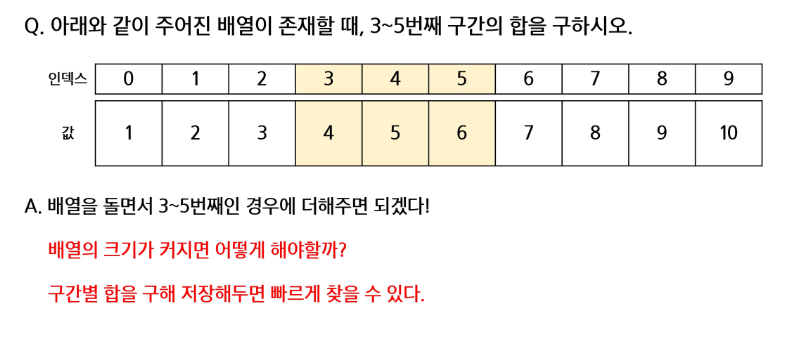 Q. 아래와 같이 주어진 배열이 존재할 때, 3~5번째 구간의 합을 구하시오.
인덱스 0 1 2 3 4 5 6 7 8 9
값 1 2 3 4 5 6 7 8 9 10
A. 배열을 돌면서 3~5번째인 경우에 더해주면 되겠다!
배열의 크기가 커지면 어떻게 해야할까?
구간별 합을 구해 저장해두면 빠르게 찾을 수 있다.